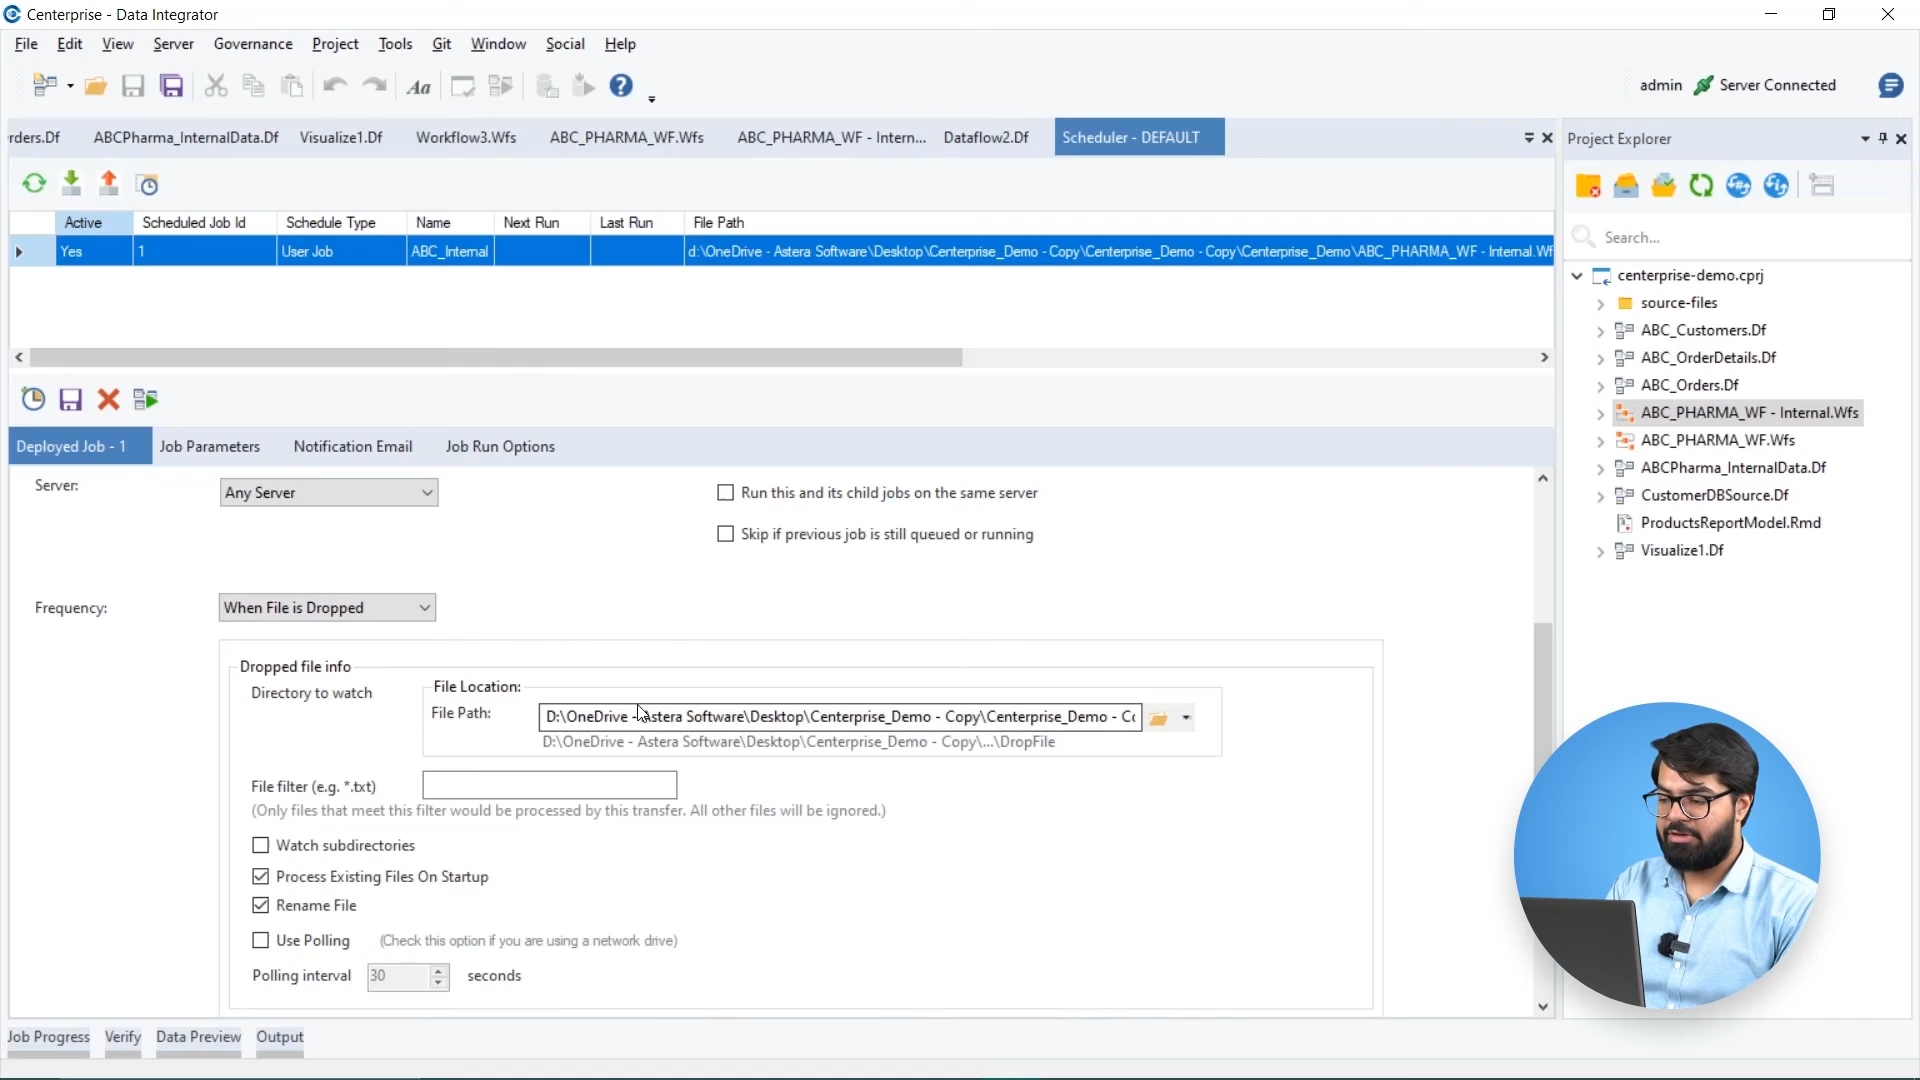 Centerprise - Data Integrator
File Edit View Server Governance Project Tools Git Window Social Help
Aa
admin Server Connected
rders.Df ABCPharma_InternalData.Df Visualize1.Df Workflow3.Wfs ABC_PHARMA_WF.Wfs ABC_PHARMA_WF - Intern... Dataflow2.Df Scheduler - DEFAULT
Active Scheduled Job Id Schedule Type Name Next Run Last Run File Path
Yes 1 User Job ABC_Internal d:\OneDrive - Astera Software\Desktop\Centerprise_Demo - Copy\Centerprise_Demo - Copy\Centerprise_Demo\ABC_PHARMA_WF - Internal.Wf
Deployed Job - 1 Job Parameters Notification Email Job Run Options
Server: Any Server Run this and its child jobs on the same server
Skip if previous job is still queued or running
Frequency: When File is Dropped
Dropped file info
Directory to watch File Location:
File Path: D:\OneDrive - Astera Software\Desktop\Centerprise_Demo - Copy\Centerprise_Demo - Cc
D:\OneDrive - Astera Software\Desktop\Centerprise_Demo - Copy\...\DropFile
File filter (e.g. *.txt)
(Only files that meet this filter would be processed by this transfer. All other files will be ignored.)
Watch subdirectories
Process Existing Files On Startup
Rename File
Use Polling (Check this option if you are using a network drive)
Polling interval 30 seconds
Job Progress Verify Data Preview Output
Project Explorer
Search...
centerprise-demo.cprj
source-files
ABC_Customers.Df
ABC_OrderDetails.Df
ABC_Orders.Df
ABC_PHARMA_WF - Internal.Wfs
ABC_PHARMA_WF.Wfs
ABCPharma_InternalData.Df
CustomerDBSource.Df
ProductsReportModel.Rmd
Visualize1.Df